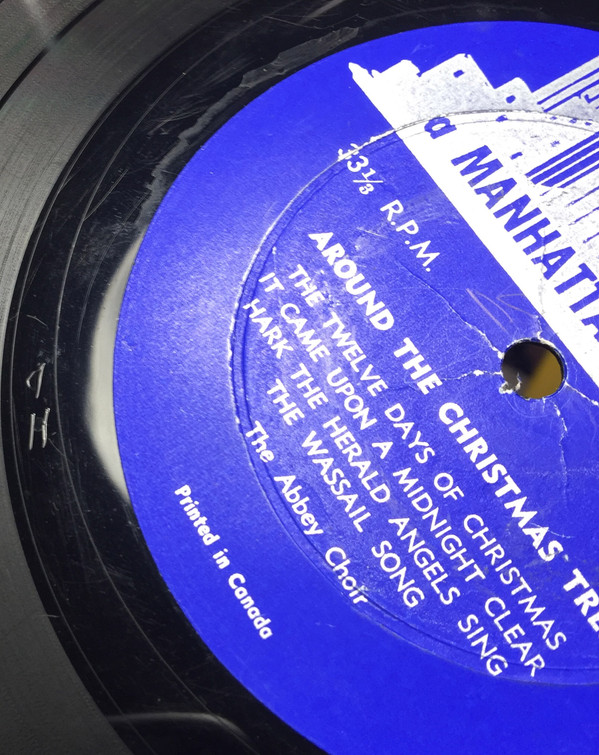 a MANHATTA
33⅓ R.P.M.
AROUND THE CHRISTMAS TRE
THE TWELVE DAYS OF CHRISTMAS
IT CAME UPON A MIDNIGHT CLEAR
HARK THE HERALD ANGELS SING
THE WASSAIL SONG
The Abbey Choir
Printed in Canada